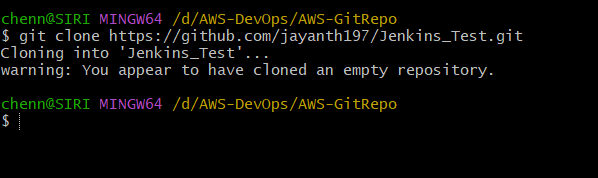 chenn@SIRI MINGW64 /d/AWS-DevOps/AWS-GitRepo
$ git clone https://github.com/jayanth197/Jenkins_Test.git
Cloning into 'Jenkins_Test'...
warning: You appear to have cloned an empty repository.
chenn@SIRI MINGW64 /d/AWS-DevOps/AWS-GitRepo
$